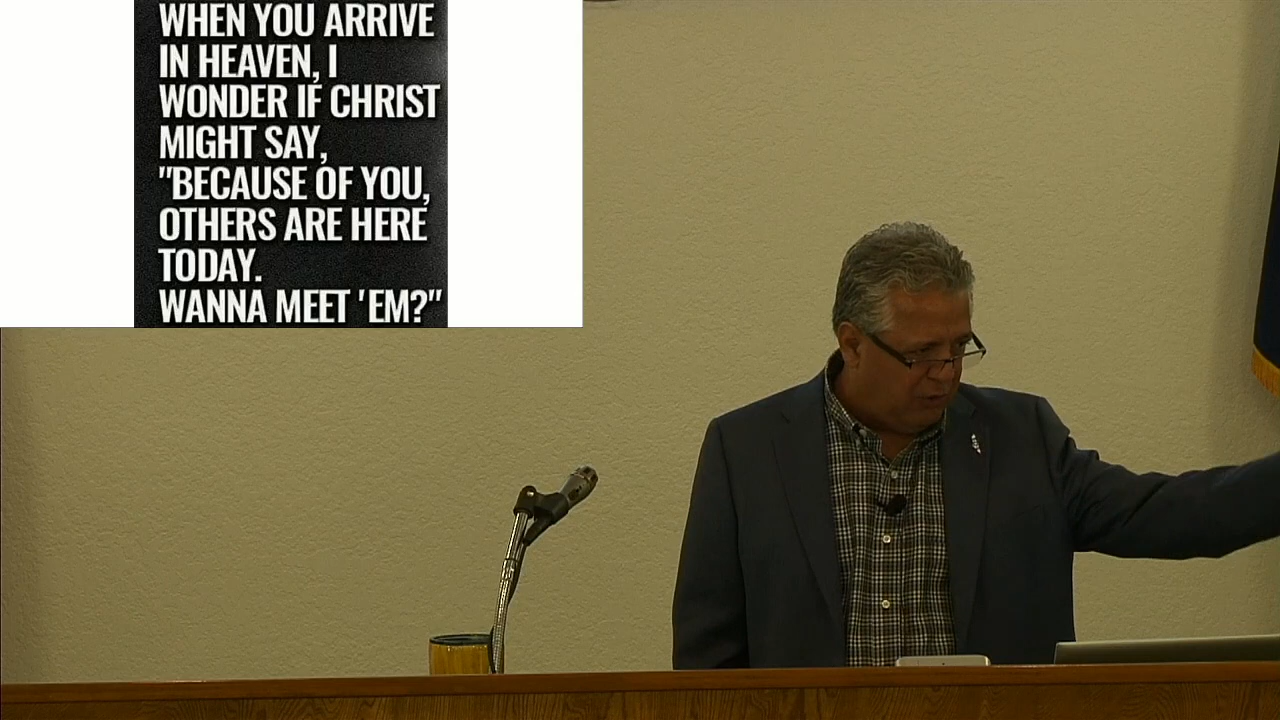 WHEN YOU ARRIVE
IN HEAVEN, I
WONDER IF CHRIST
MIGHT SAY,
"BECAUSE OF YOU,
OTHERS ARE HERE
TODAY.
WANNA MEET 'EM?"